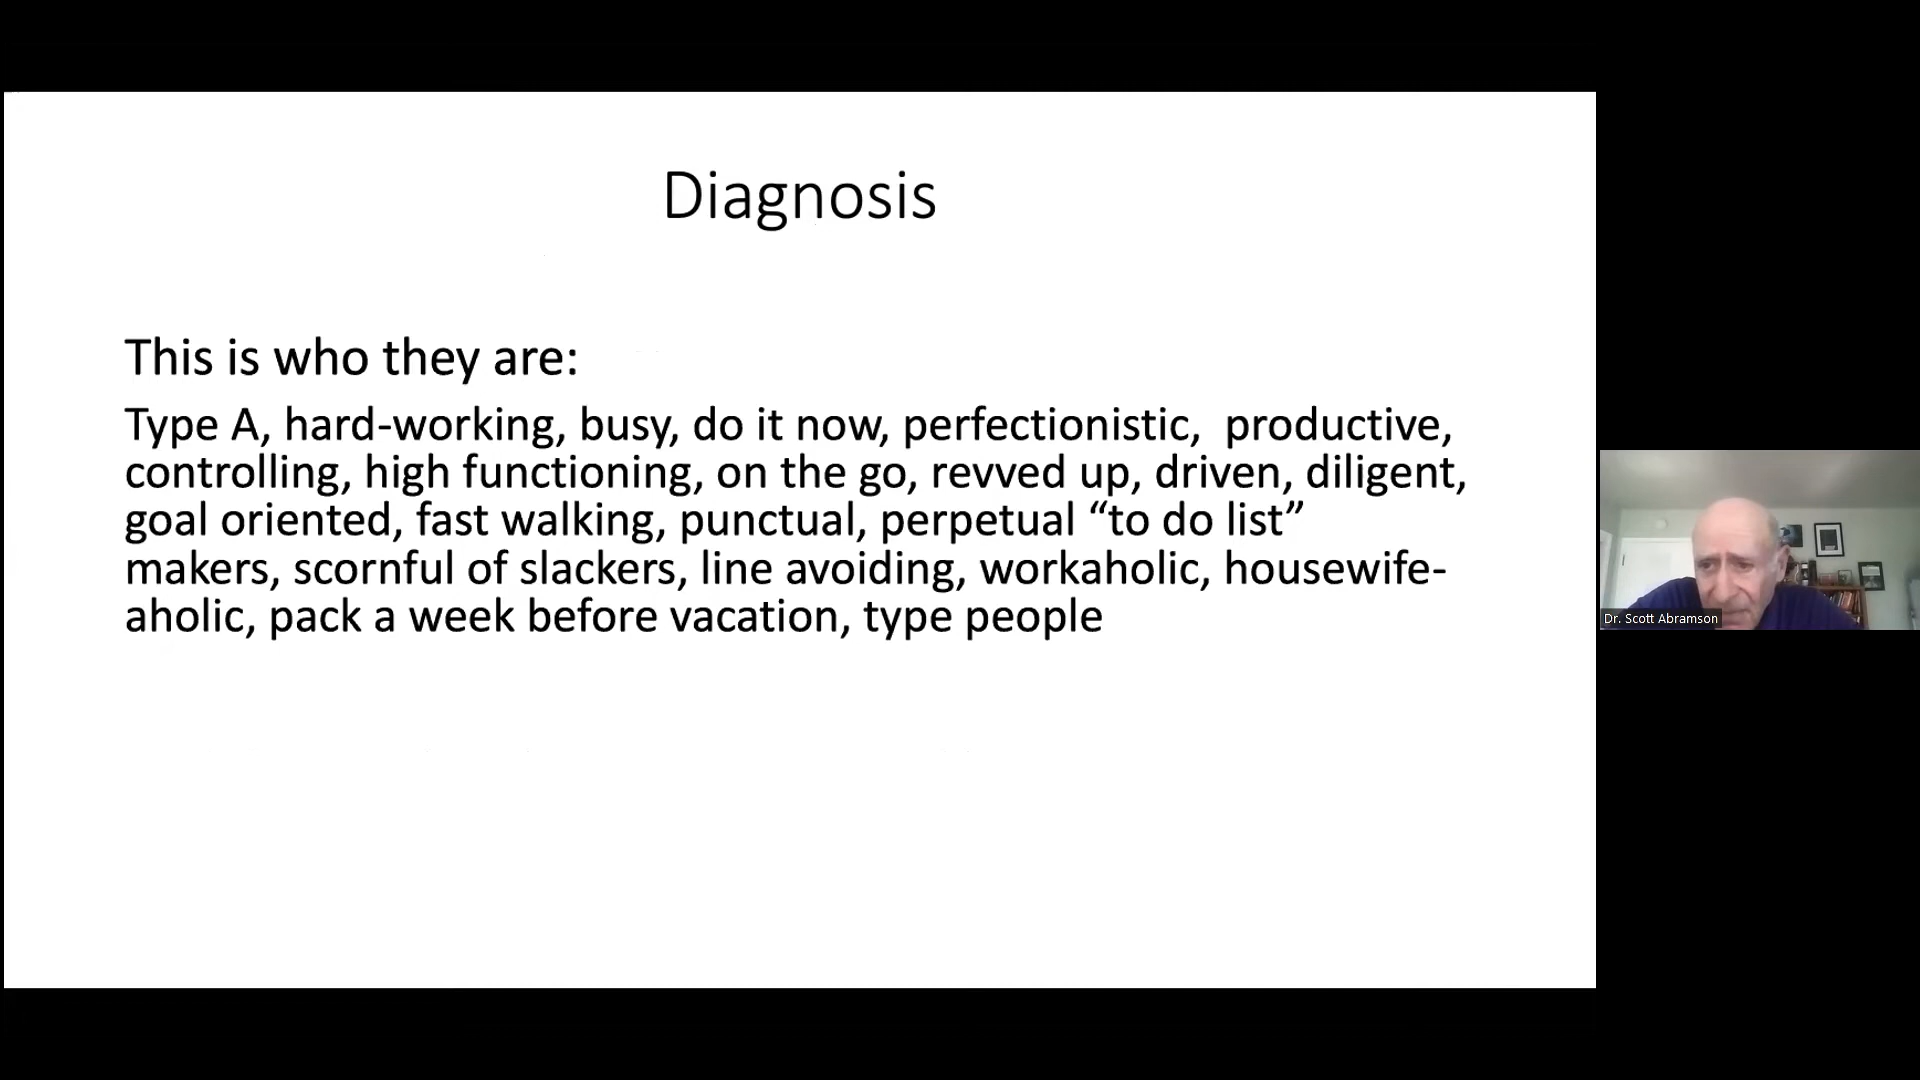 Diagnosis
This is who they are:
Type A, hard-working, busy, do it now, perfectionistic,  productive,
controlling, high functioning, on the go, revved up, driven, diligent,
goal oriented, fast walking, punctual, perpetual “to do list”
makers, scornful of slackers, line avoiding, workaholic, housewife-
aholic, pack a week before vacation, type people
Dr. Scott Abramson